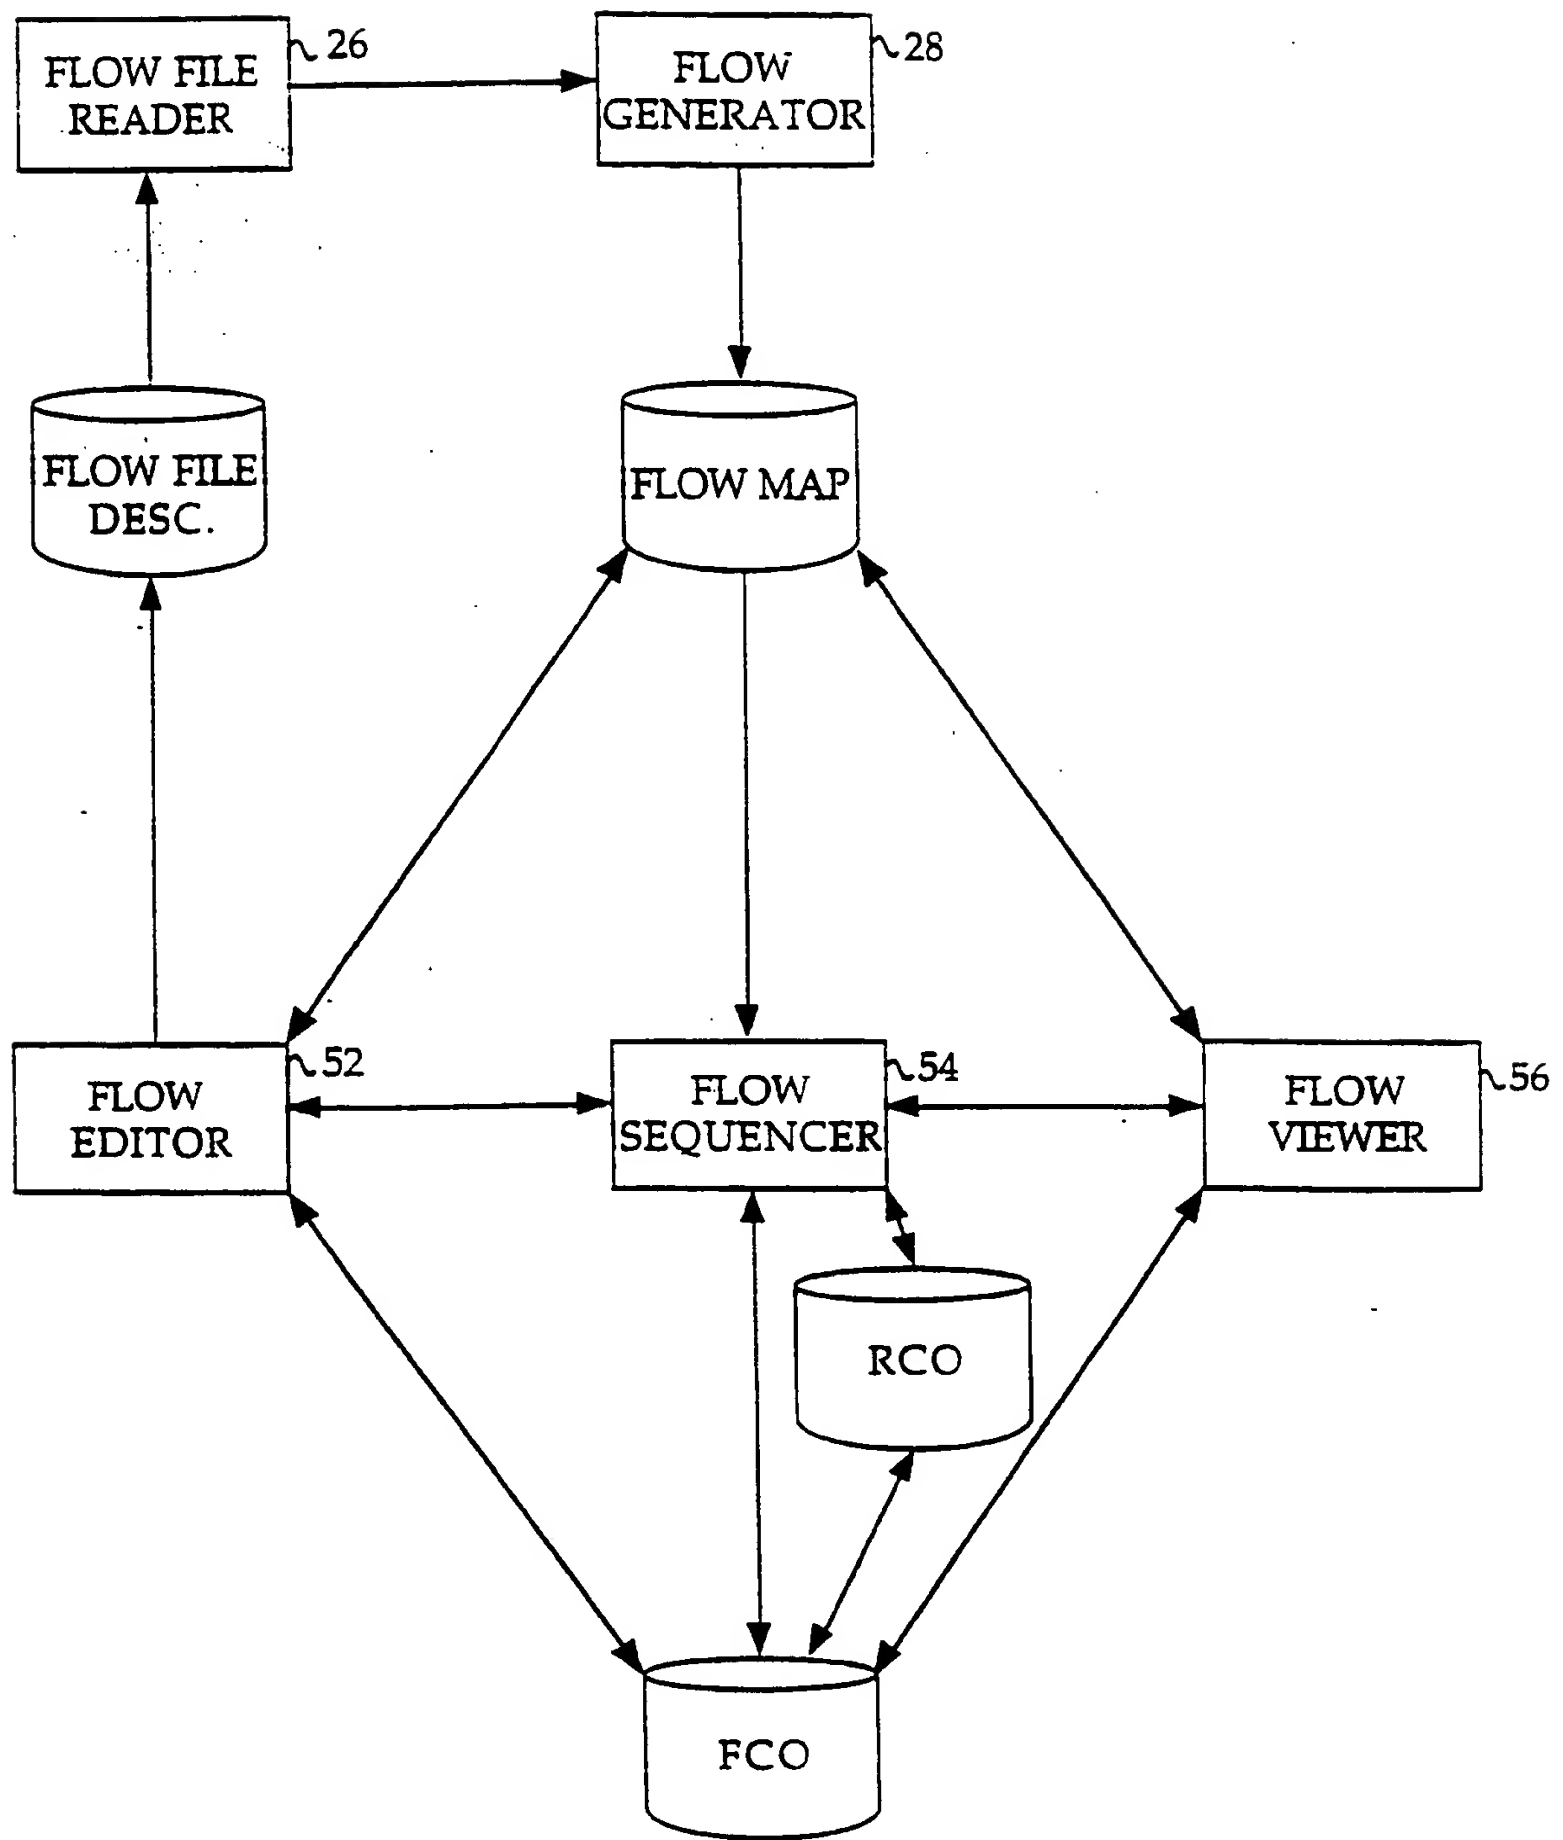 FLOW FILE
READER
26
FLOW
GENERATOR
28
FLOW FILE
DESC.
FLOW MAP
FLOW
EDITOR
52
FLOW
SEQUENCER
54
FLOW
VIEWER
56
RCO
FCO